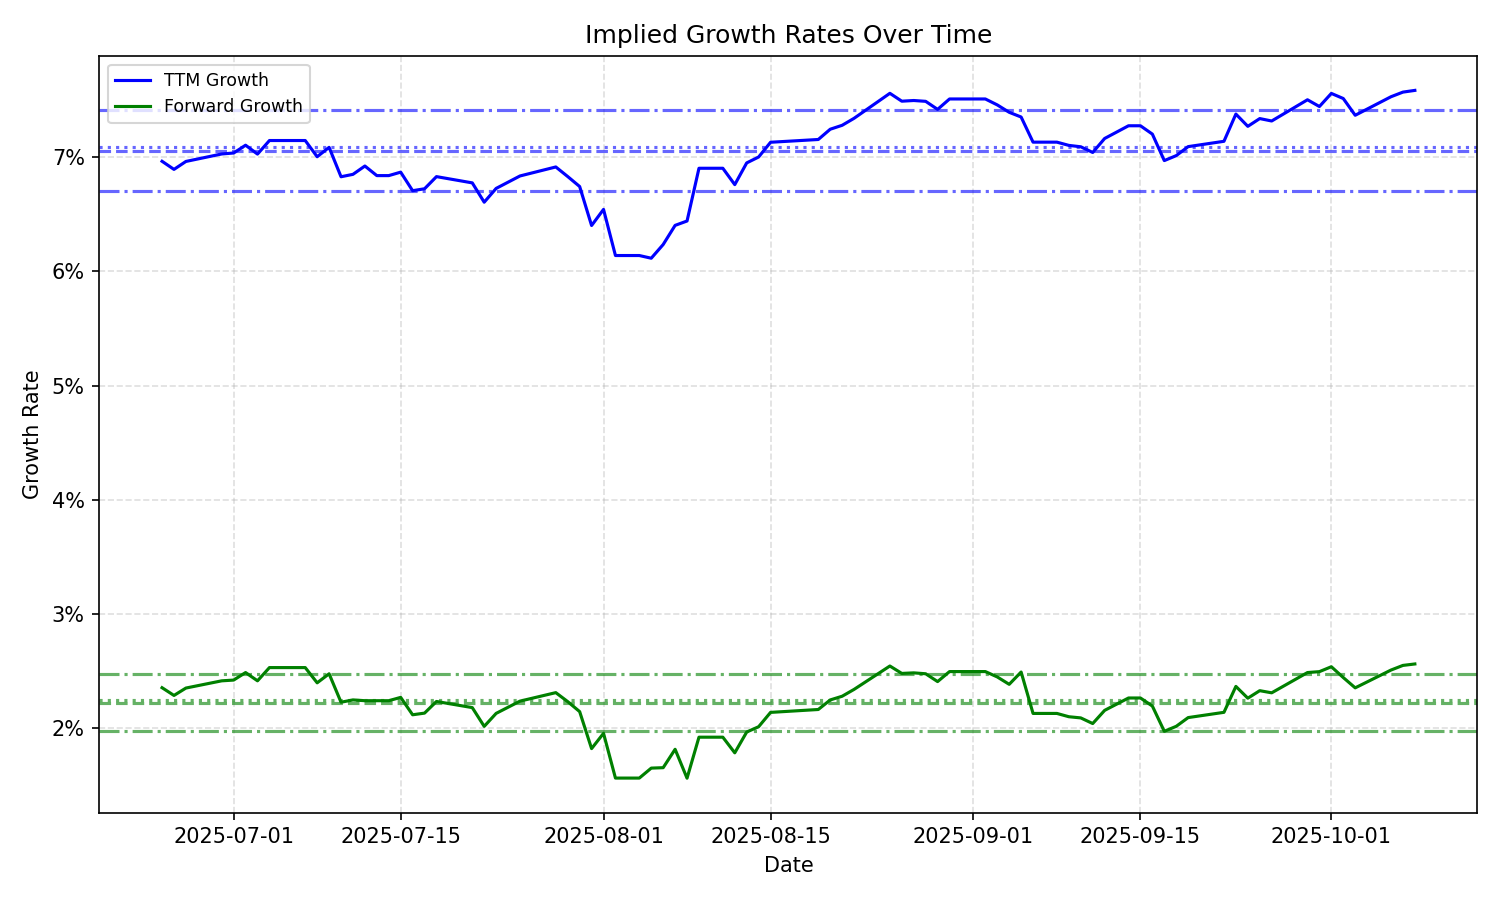 Implied Growth Rates Over Time
TTM Growth
Forward Growth
7%
6%
5%
4%
3%
2%
Growth Rate
2025-07-01
2025-07-15
2025-08-01
2025-08-15
2025-09-01
2025-09-15
2025-10-01
Date